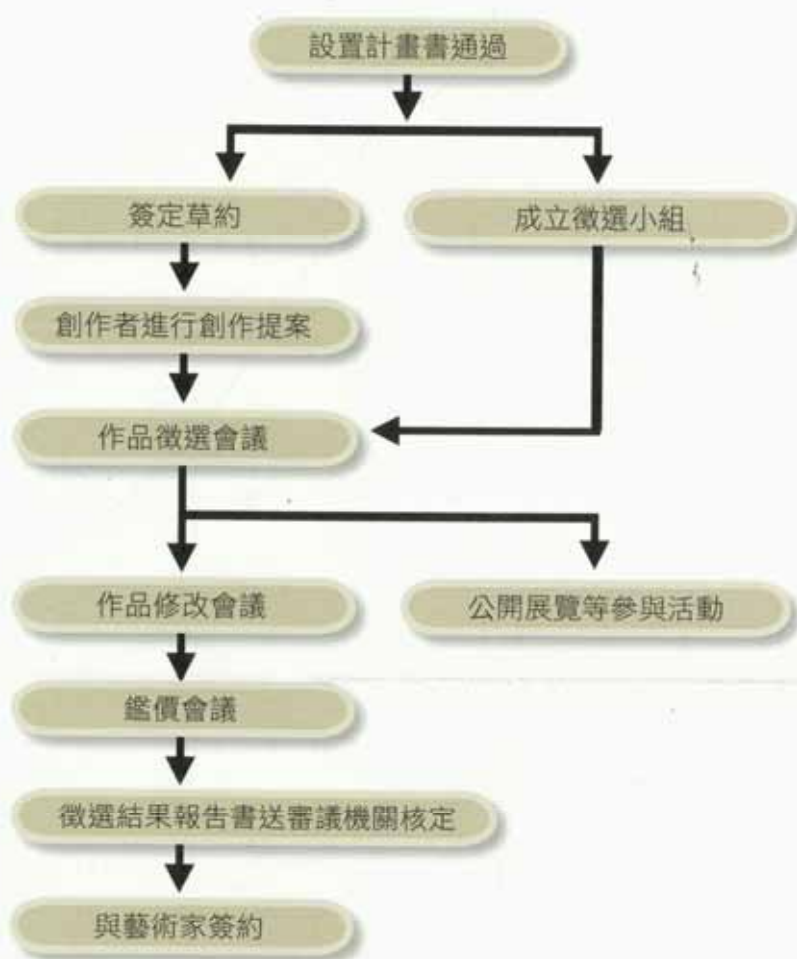 設置計畫書通過
簽定草約
成立徵選小組
創作者進行創作提案
作品徵選會議
作品修改會議
公開展覽等參與活動
鑑價會議
徵選結果報告書送審議機關核定
與藝術家簽約